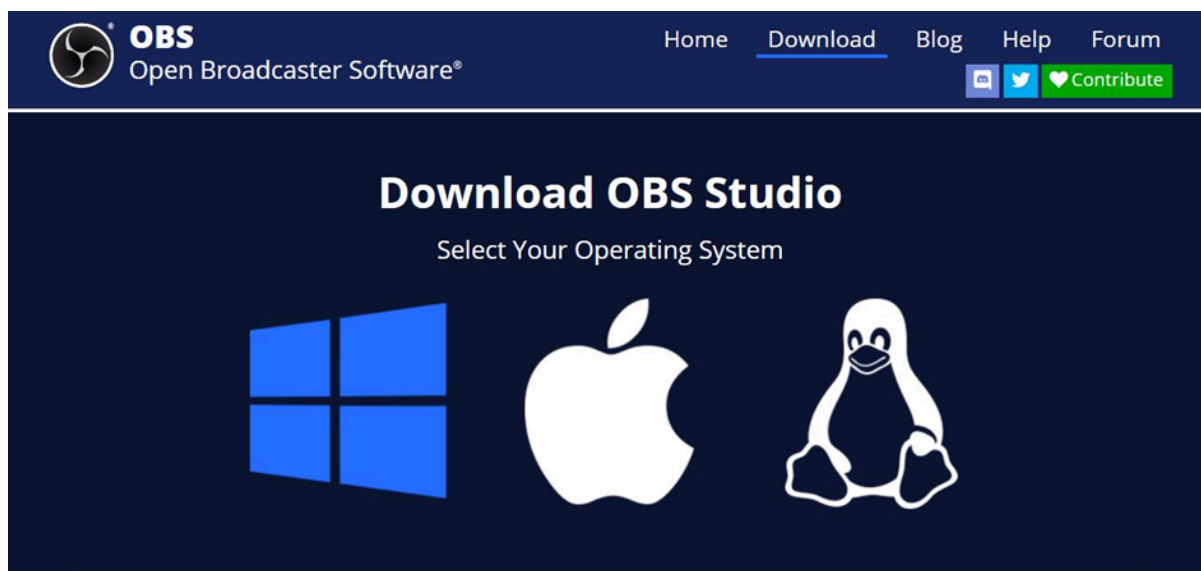 OBS
Open Broadcaster Software®
Home Download Blog Help Forum
Contribute
Download OBS Studio
Select Your Operating System